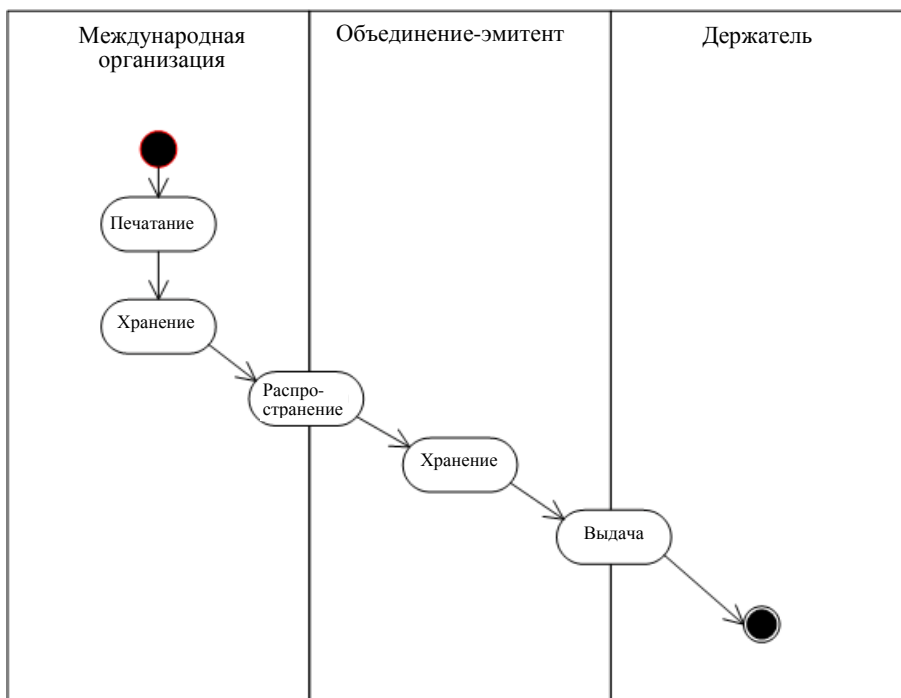 Международная
организация
Объединение-эмитент
Держатель
Печатание
Хранение
Распро-
странение
Хранение
Выдача